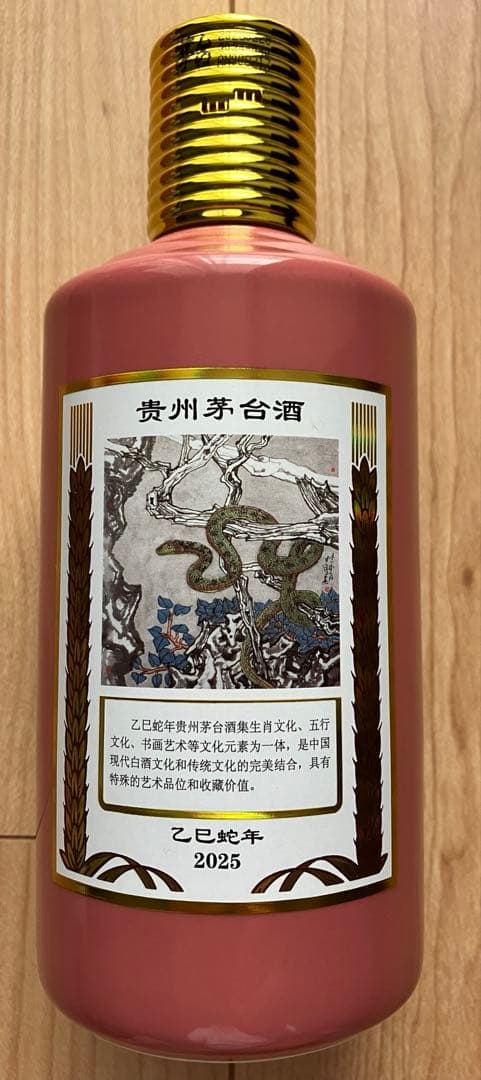 贵州茅台酒
乙巳蛇年贵州茅台酒集生肖文化、五行
文化、书画艺术等文化元素为一体，是中国
现代白酒文化和传统文化的完美结合，具有
特殊的艺术品位和收藏价值。
乙巳蛇年
2025